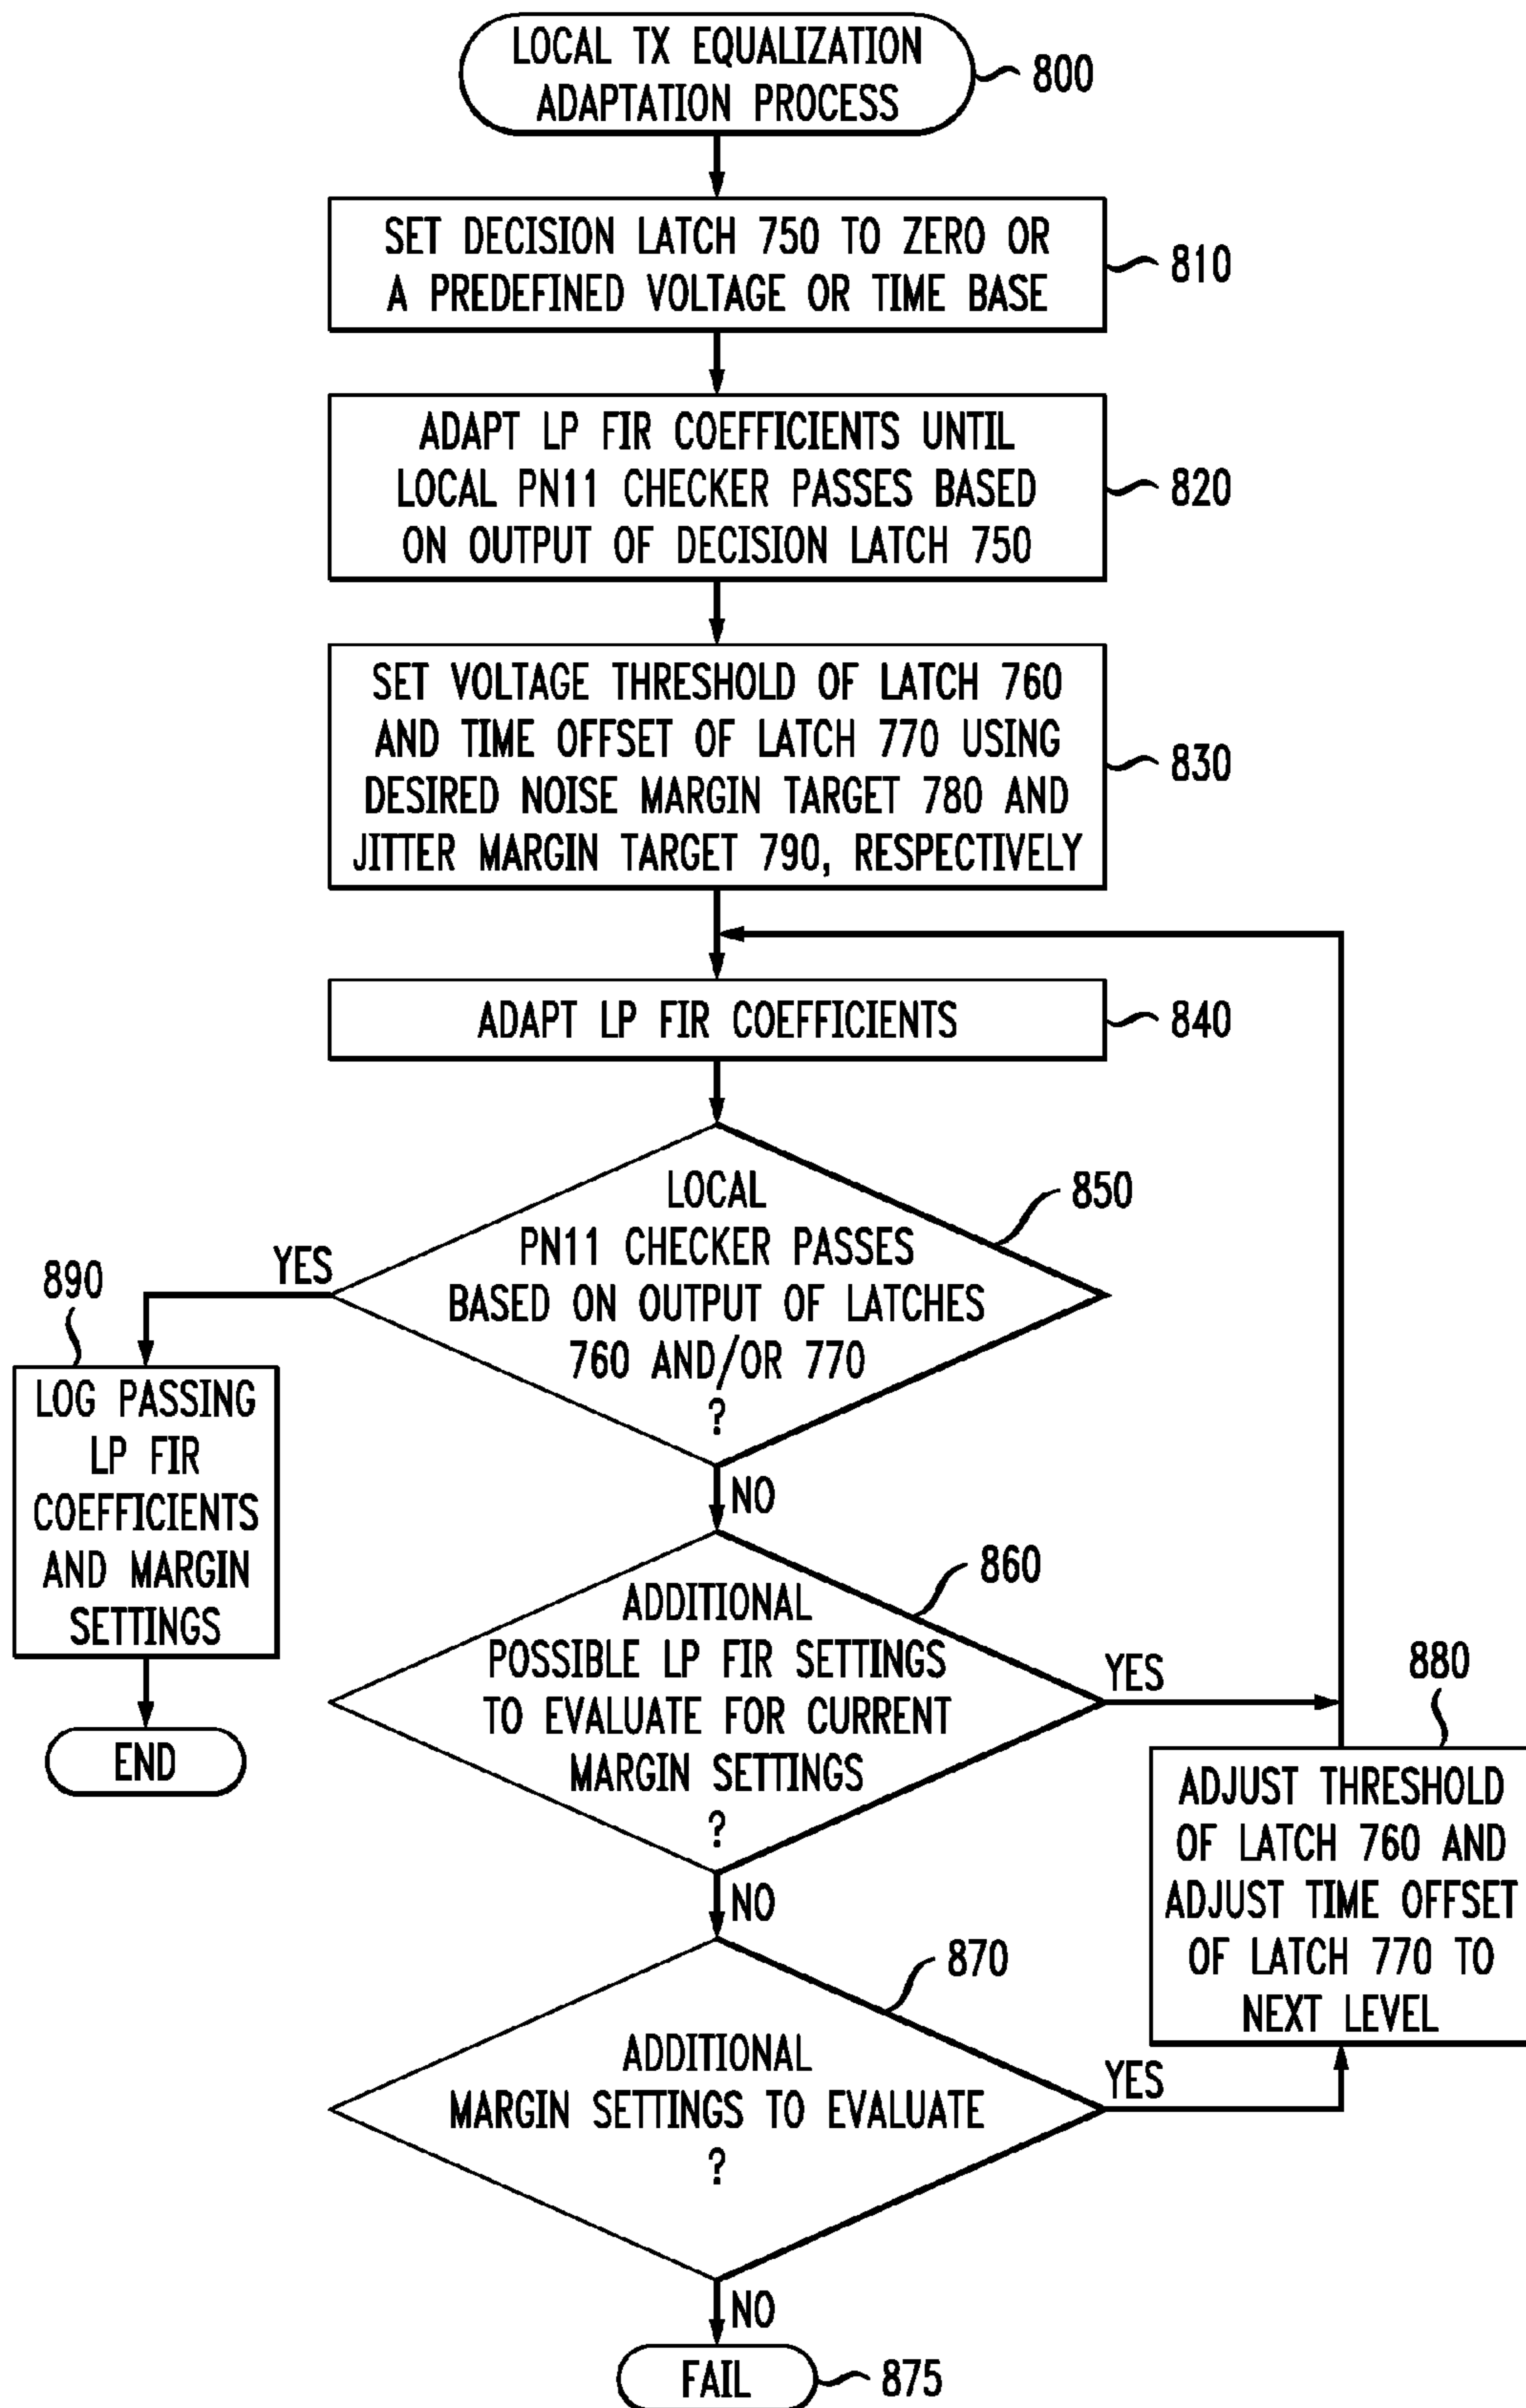 LOCAL TX EQUALIZATION
ADAPTATION PROCESS
800
SET DECISION LATCH 750 TO ZERO OR
A PREDEFINED VOLTAGE OR TIME BASE
810
ADAPT LP FIR COEFFICIENTS UNTIL
LOCAL PN11 CHECKER PASSES BASED
ON OUTPUT OF DECISION LATCH 750
820
SET VOLTAGE THRESHOLD OF LATCH 760
AND TIME OFFSET OF LATCH 770 USING
DESIRED NOISE MARGIN TARGET 780 AND
JITTER MARGIN TARGET 790, RESPECTIVELY
830
ADAPT LP FIR COEFFICIENTS
840
LOCAL
PN11 CHECKER PASSES
BASED ON OUTPUT OF LATCHES
760 AND/OR 770
?
850
YES
NO
890
LOG PASSING
LP FIR
COEFFICIENTS
AND MARGIN
SETTINGS
END
ADDITIONAL
POSSIBLE LP FIR SETTINGS
TO EVALUATE FOR CURRENT
MARGIN SETTINGS
?
860
YES
NO
880
ADJUST THRESHOLD
OF LATCH 760 AND
ADJUST TIME OFFSET
OF LATCH 770 TO
NEXT LEVEL
ADDITIONAL
MARGIN SETTINGS TO EVALUATE
?
870
YES
NO
FAIL
875